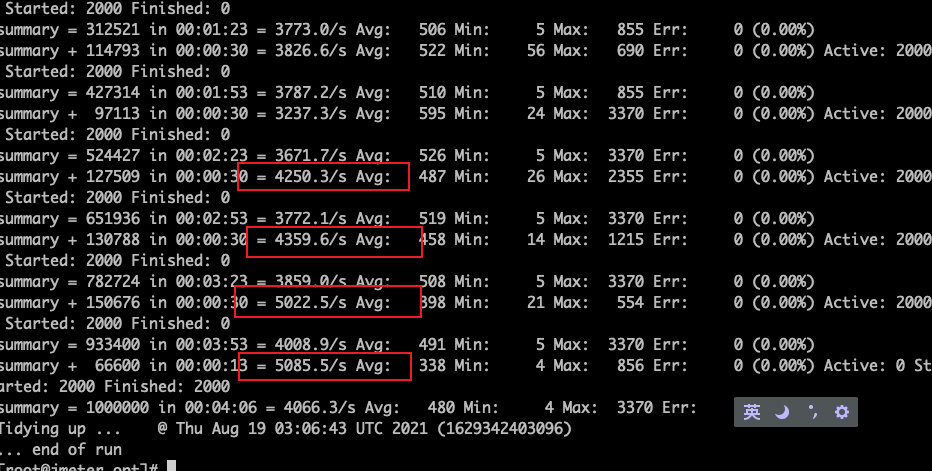 Started: 2000 Finished: 0
summary = 312521 in 00:01:23 = 3773.0/s Avg: 506 Min: 5 Max: 855 Err: 0 (0.00%)
summary + 114793 in 00:00:30 = 3826.6/s Avg: 522 Min: 56 Max: 690 Err: 0 (0.00%) Active: 2000
Started: 2000 Finished: 0
summary = 427314 in 00:01:53 = 3787.2/s Avg: 510 Min: 5 Max: 855 Err: 0 (0.00%)
summary + 97113 in 00:00:30 = 3237.3/s Avg: 595 Min: 24 Max: 3370 Err: 0 (0.00%) Active: 2000
Started: 2000 Finished: 0
summary = 524427 in 00:02:23 = 3671.7/s Avg: 526 Min: 5 Max: 3370 Err: 0 (0.00%)
summary + 127509 in 00:00:30 = 4250.3/s Avg: 487 Min: 26 Max: 2355 Err: 0 (0.00%) Active: 2000
Started: 2000 Finished: 0
summary = 651936 in 00:02:53 = 3772.1/s Avg: 519 Min: 5 Max: 3370 Err: 0 (0.00%)
summary + 130788 in 00:00:30 = 4359.6/s Avg: 458 Min: 14 Max: 1215 Err: 0 (0.00%) Active: 2000
Started: 2000 Finished: 0
summary = 782724 in 00:03:23 = 3859.0/s Avg: 508 Min: 5 Max: 3370 Err: 0 (0.00%)
summary + 150676 in 00:00:30 = 5022.5/s Avg: 398 Min: 21 Max: 554 Err: 0 (0.00%) Active: 2000
Started: 2000 Finished: 0
summary = 933400 in 00:03:53 = 4008.9/s Avg: 491 Min: 5 Max: 3370 Err: 0 (0.00%)
summary + 66600 in 00:00:13 = 5085.5/s Avg: 338 Min: 4 Max: 856 Err: 0 (0.00%) Active: 0 St
arted: 2000 Finished: 2000
summary = 1000000 in 00:04:06 = 4066.3/s Avg: 480 Min: 4 Max: 3370 Err:
英
Tidying up ... @ Thu Aug 19 03:06:43 UTC 2021 (1629342403096)
... end of run
[root@jmeter opt]#